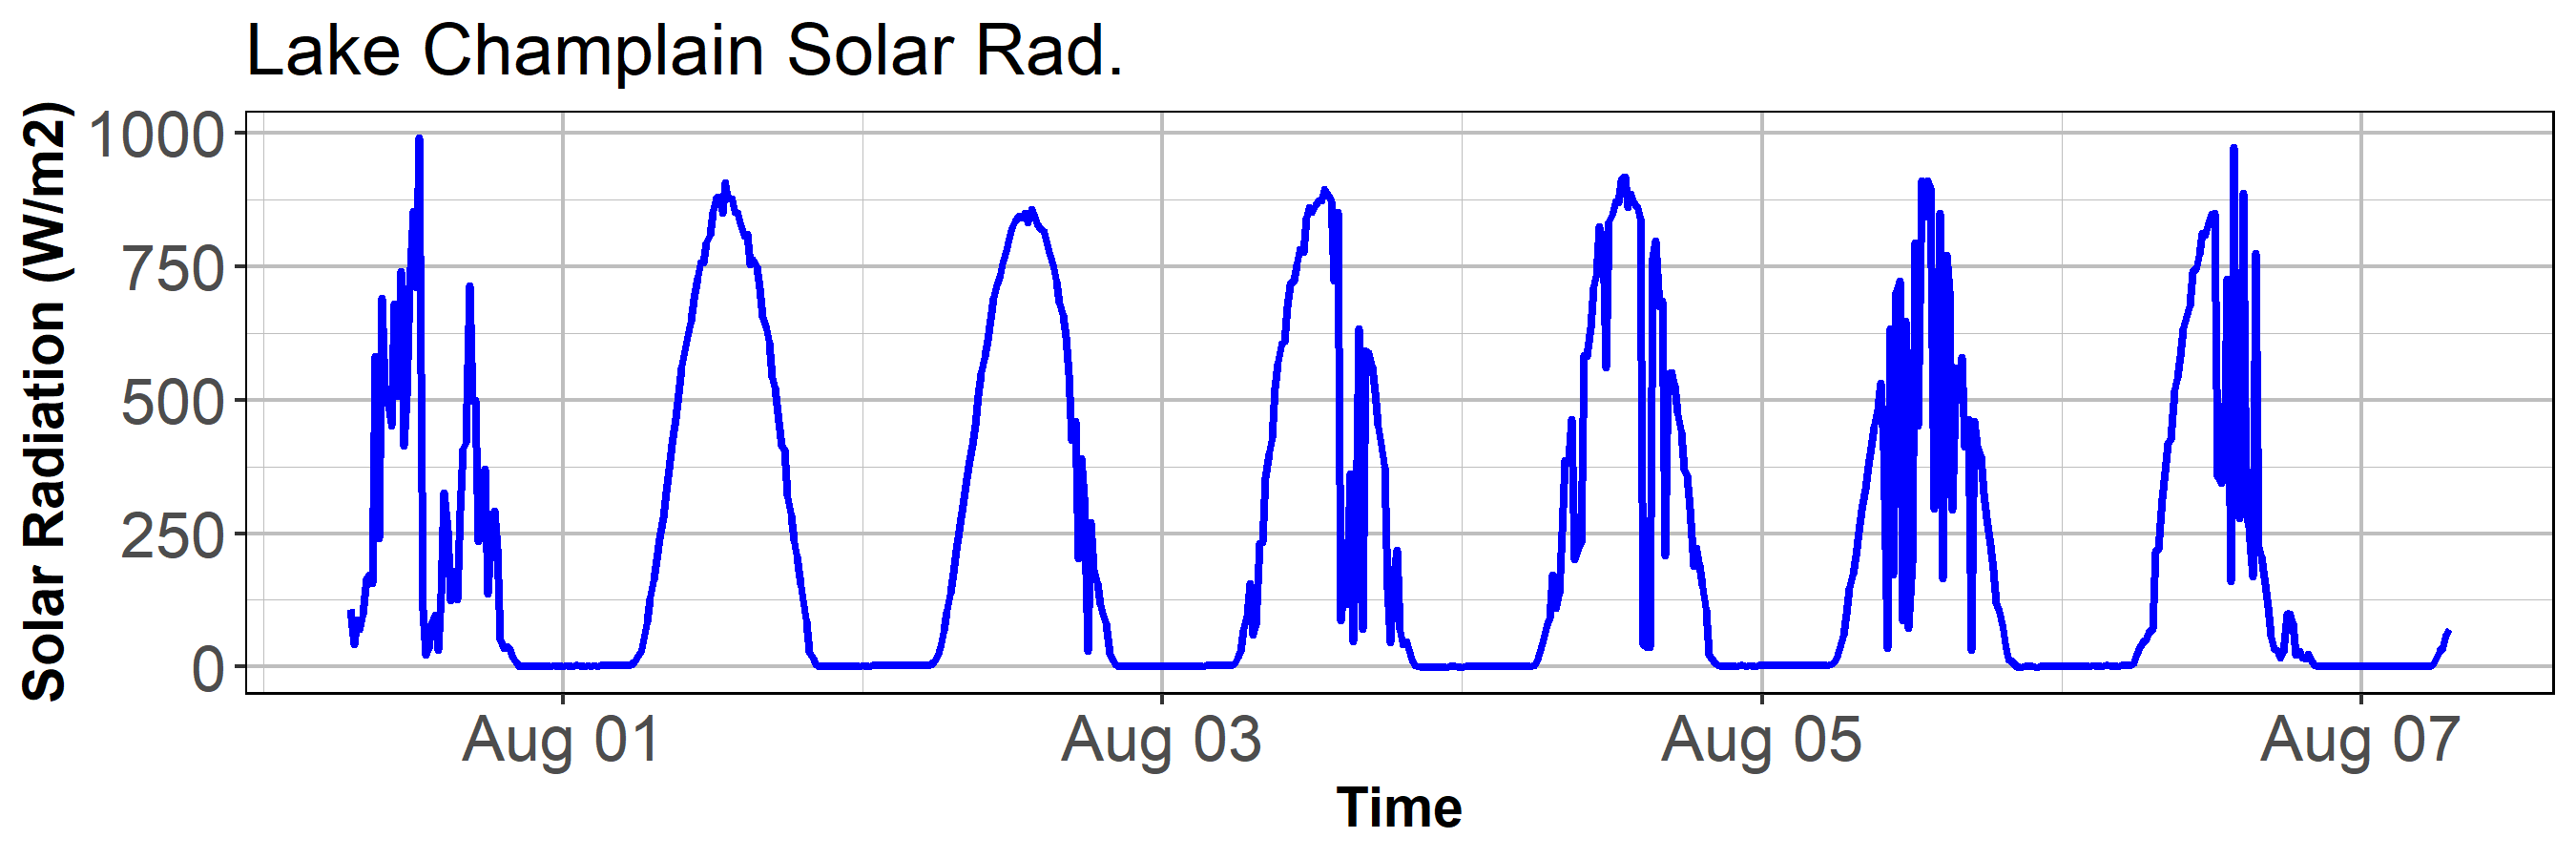 Lake Champlain Solar Rad.
Solar Radiation (W/m2)
1000
750
500
250
0
Aug 01 Aug 03 Aug 05 Aug 07
Time